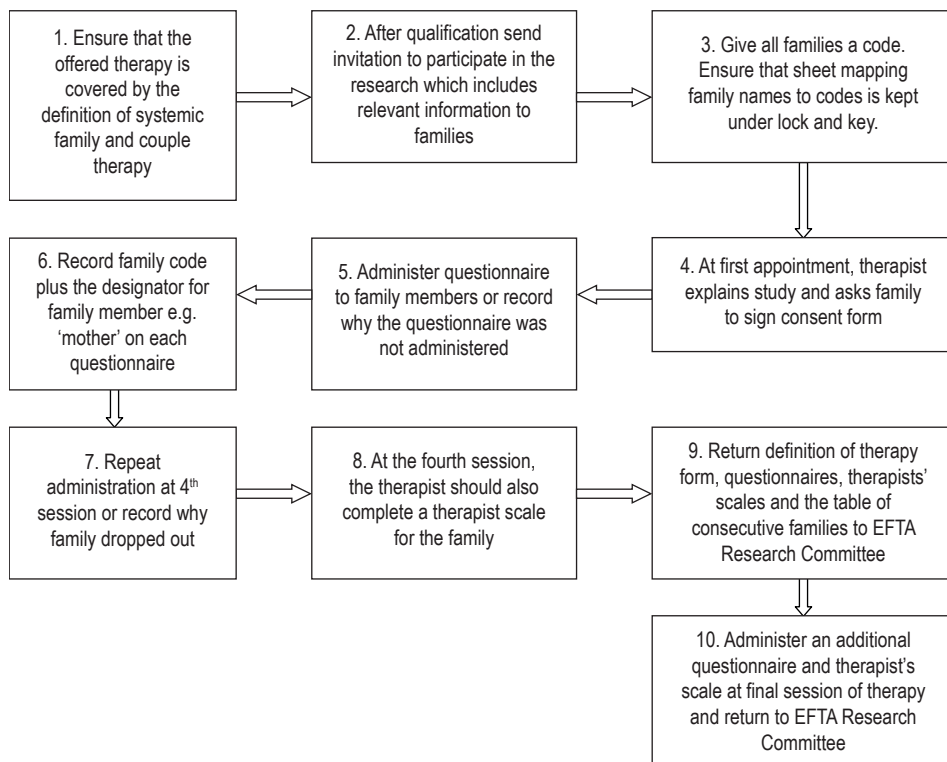 1. Ensure that the
offered therapy is
covered by the
definition of systemic
family and couple
therapy
2. After qualification send
invitation to participate in
the research which includes
relevant information to
families
3. Give all families a code.
Ensure that sheet mapping
family names to codes is kept
under lock and key.
4. At first appointment, therapist
explains study and asks family
to sign consent form
5. Administer questionnaire
to family members or record
why the questionnaire was
not administered
6. Record family code
plus the designator for
family member e.g.
‘mother’ on each
questionnaire
7. Repeat
administration at 4th
session or record why
family dropped out
8. At the fourth session,
the therapist should also
complete a therapist scale
for the family
9. Return definition of therapy
form, questionnaires, therapists’
scales and the table of
consecutive families to EFTA
Research Committee
10. Administer an additional
questionnaire and therapist’s
scale at final session of therapy
and return to EFTA Research
Committee